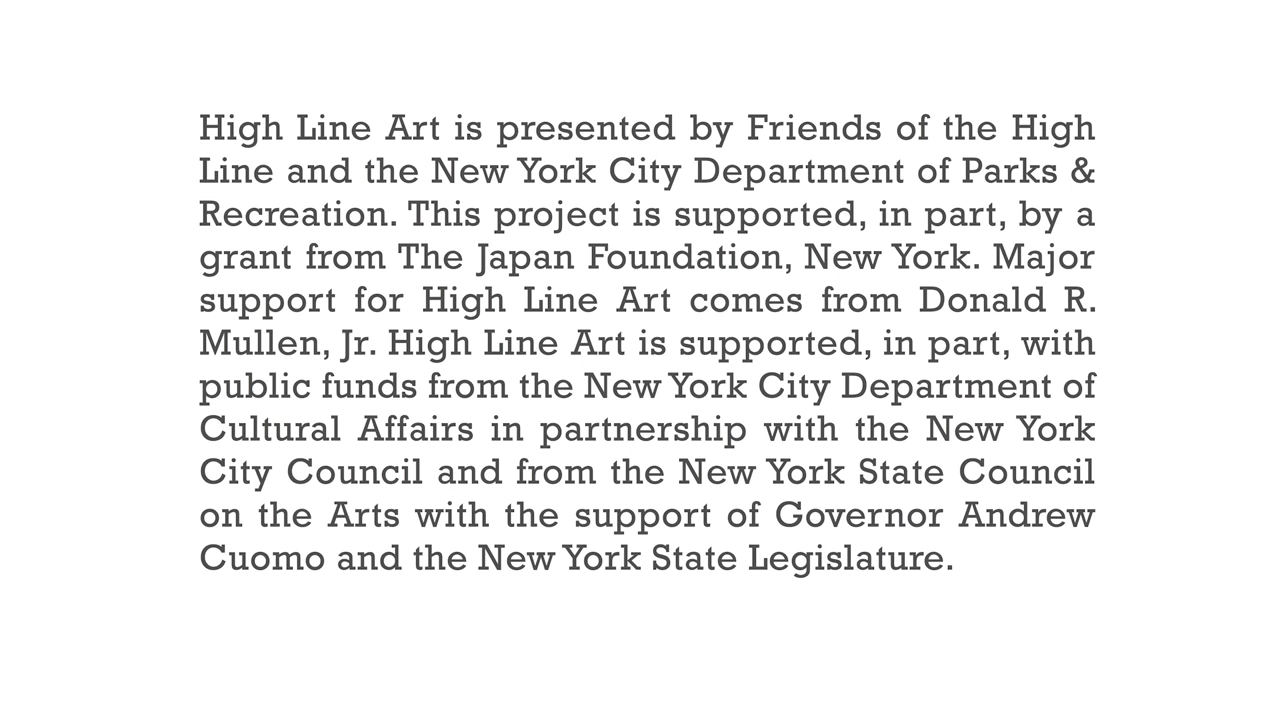 High Line Art is presented by Friends of the High
Line and the New York City Department of Parks &
Recreation. This project is supported, in part, by a
grant from The Japan Foundation, New York. Major
support for High Line Art comes from Donald R.
Mullen, Jr. High Line Art is supported, in part, with
public funds from the New York City Department of
Cultural Affairs in partnership with the New York
City Council and from the New York State Council
on the Arts with the support of Governor Andrew
Cuomo and the New York State Legislature.